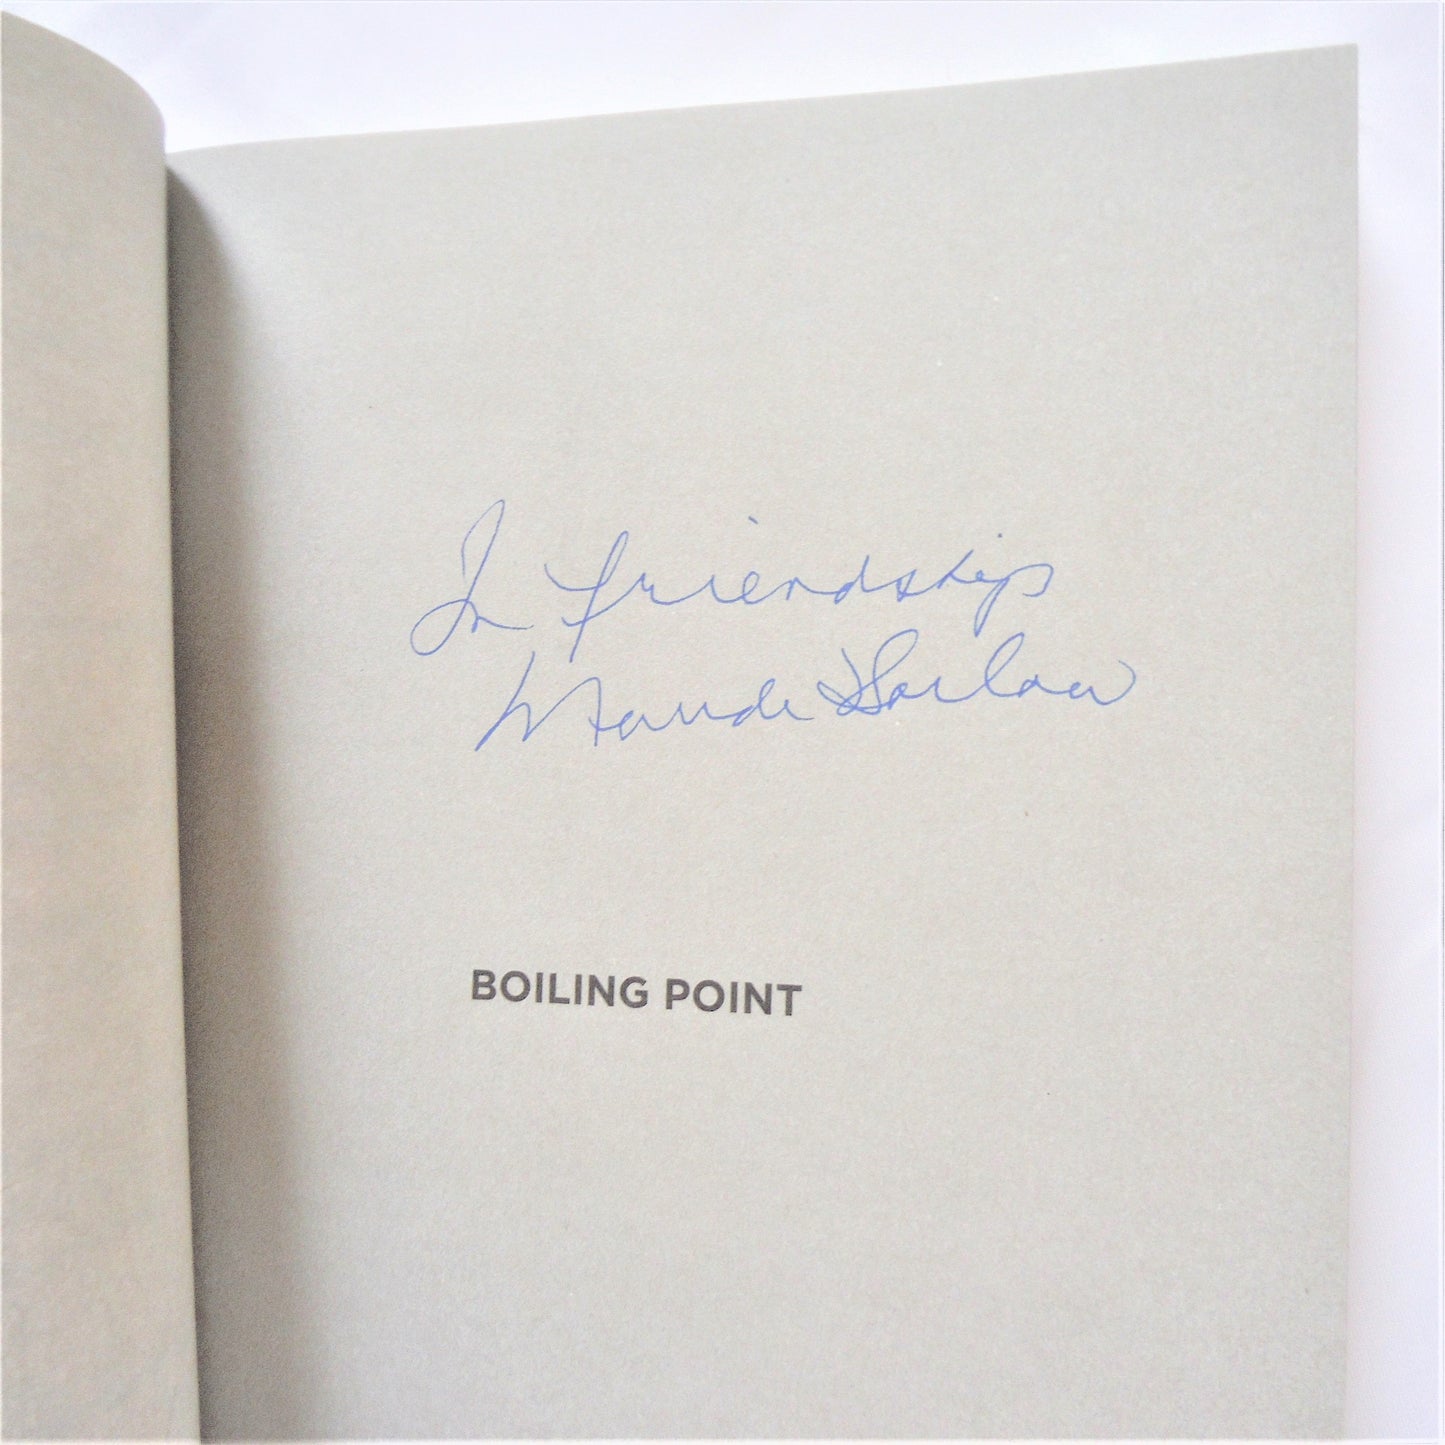 In friendship
Maude Barlow
BOILING POINT